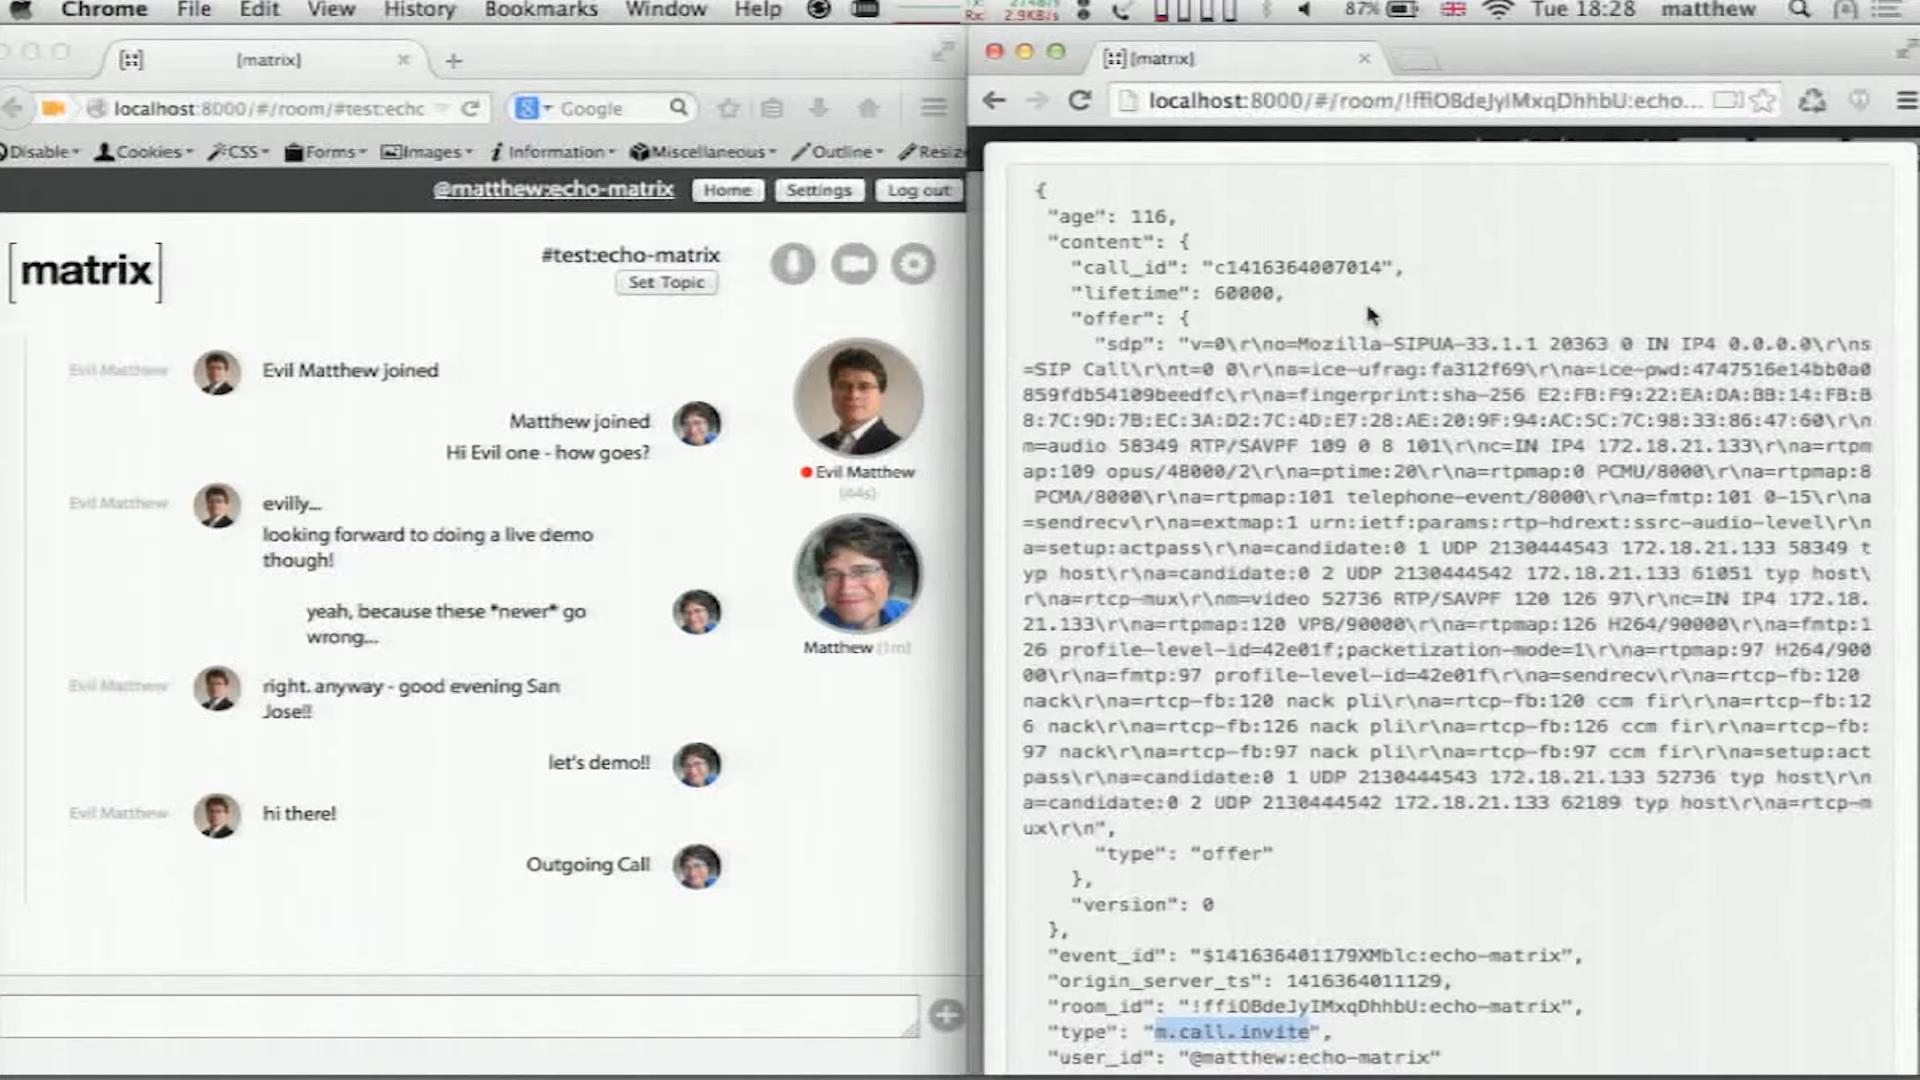 Chrome File Edit View History Bookmarks Window Help
Rx: 2.9KB/s 87% Tue 18:28 matthew
[matrix]
localhost:8000/#/room/#test:echo
Google
Disable Cookies CSS Forms Images Information Miscellaneous Outline Resize
@matthew:echo-matrix Home Settings Log out
[matrix]
#test:echo-matrix
Set Topic
Evil Matthew Evil Matthew joined
Matthew joined
Hi Evil one - how goes?
Evil Matthew evilly...
looking forward to doing a live demo
though!
yeah, because these *never* go
wrong...
Evil Matthew right. anyway - good evening San
Jose!!
let's demo!!
Evil Matthew hi there!
Outgoing Call
Evil Matthew
(44s)
Matthew (1m)
[matrix]
localhost:8000/#/room/!ffiOBdeJyIMxqDhhbU:echo...
{
"age": 116,
"content": {
"call_id": "c1416364007014",
"lifetime": 60000,
"offer": {
"sdp": "v=0\r\no=Mozilla-SIPUA-33.1.1 20363 0 IN IP4 0.0.0.0\r\ns
=SIP Call\r\nt=0 0\r\na=ice-ufrag:fa312f69\r\na=ice-pwd:4747516e14bb0a0
859fdb54109beedfc\r\na=fingerprint:sha-256 E2:FB:F9:22:EA:DA:BB:14:FB:B
8:7C:9D:7B:EC:3A:D2:7C:4D:E7:28:AE:20:9F:94:AC:5C:7C:98:33:86:47:60\r\n
m=audio 58349 RTP/SAVPF 109 0 8 101\r\nc=IN IP4 172.18.21.133\r\na=rtpm
ap:109 opus/48000/2\r\na=ptime:20\r\na=rtpmap:0 PCMU/8000\r\na=rtpmap:8
PCMA/8000\r\na=rtpmap:101 telephone-event/8000\r\na=fmtp:101 0-15\r\na
=sendrecv\r\na=extmap:1 urn:ietf:params:rtp-hdrext:ssrc-audio-level\r\n
a=setup:actpass\r\na=candidate:0 1 UDP 2130444543 172.18.21.133 58349 t
yp host\r\na=candidate:0 2 UDP 2130444542 172.18.21.133 61051 typ host\
r\na=rtcp-mux\r\nm=video 52736 RTP/SAVPF 120 126 97\r\nc=IN IP4 172.18.
21.133\r\na=rtpmap:120 VP8/90000\r\na=rtpmap:126 H264/90000\r\na=fmtp:1
26 profile-level-id=42e01f;packetization-mode=1\r\na=rtpmap:97 H264/900
00\r\na=fmtp:97 profile-level-id=42e01f\r\na=sendrecv\r\na=rtcp-fb:120
nack\r\na=rtcp-fb:120 nack pli\r\na=rtcp-fb:120 ccm fir\r\na=rtcp-fb:12
6 nack\r\na=rtcp-fb:126 nack pli\r\na=rtcp-fb:126 ccm fir\r\na=rtcp-fb:
97 nack\r\na=rtcp-fb:97 nack pli\r\na=rtcp-fb:97 ccm fir\r\na=setup:act
pass\r\na=candidate:0 1 UDP 2130444543 172.18.21.133 52736 typ host\r\n
a=candidate:0 2 UDP 2130444542 172.18.21.133 62189 typ host\r\na=rtcp-m
ux\r\n",
"type": "offer"
},
"version": 0
},
"event_id": "$141636401179XMblc:echo-matrix",
"origin_server_ts": 1416364011129,
"room_id": "!ffiOBdeJyIMxqDhhbU:echo-matrix",
"type": "m.call.invite",
"user_id": "@matthew:echo-matrix"